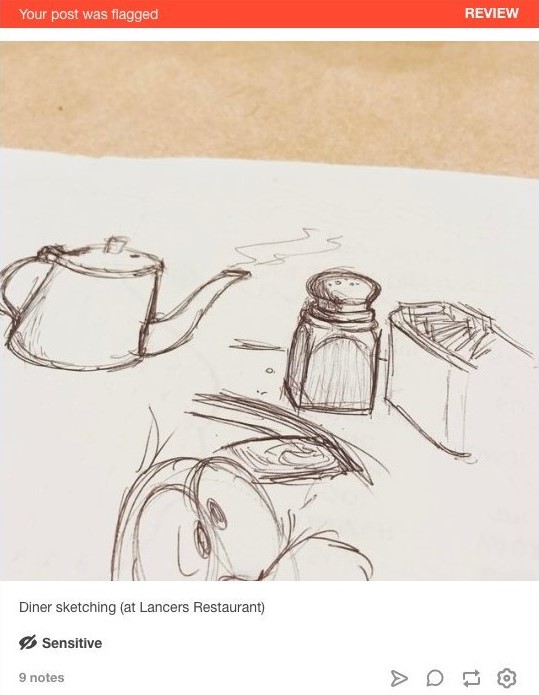 Your post was flagged
REVIEW
Diner sketching (at Lancers Restaurant)
Sensitive
9 notes